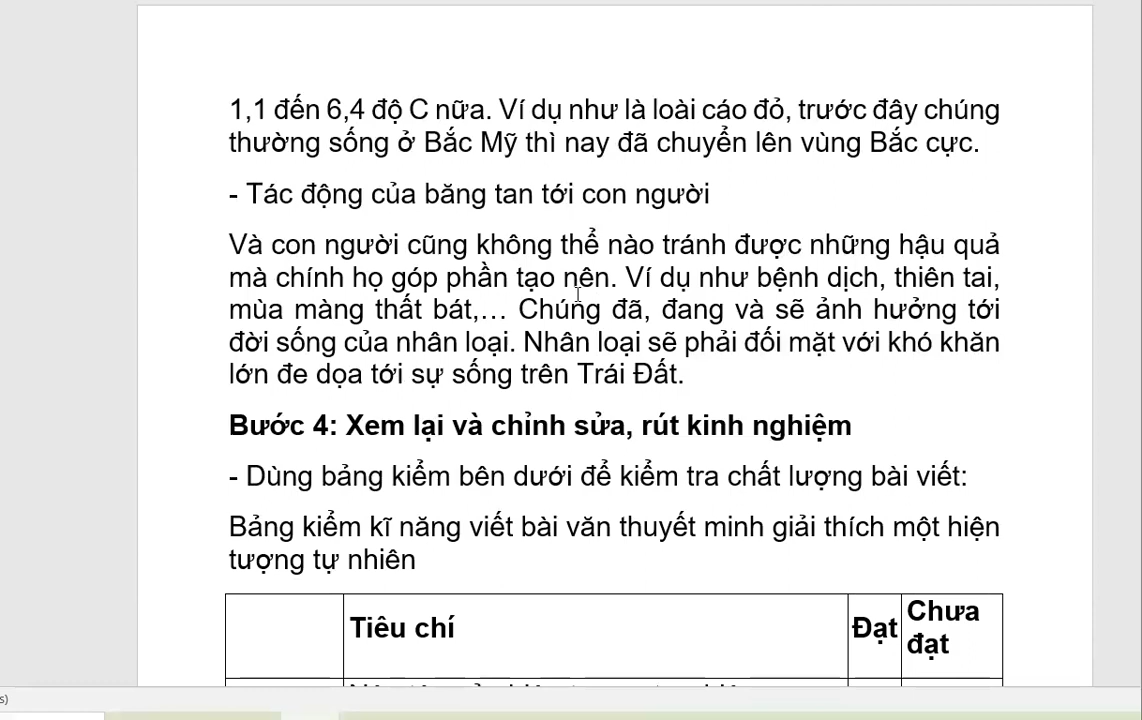 1,1 đến 6,4 độ C nữa. Ví dụ như là loài cáo đỏ, trước đây chúng
thường sống ở Bắc Mỹ thì nay đã chuyển lên vùng Bắc cực.
- Tác động của băng tan tới con người
Và con người cũng không thể nào tránh được những hậu quả
mà chính họ góp phần tạo nên. Ví dụ như bệnh dịch, thiên tai,
mùa màng thất bát,... Chúng đã, đang và sẽ ảnh hưởng tới
đời sống của nhân loại. Nhân loại sẽ phải đối mặt với khó khăn
lớn đe dọa tới sự sống trên Trái Đất.
Bước 4: Xem lại và chỉnh sửa, rút kinh nghiệm
- Dùng bảng kiểm bên dưới để kiểm tra chất lượng bài viết:
Bảng kiểm kĩ năng viết bài văn thuyết minh giải thích một hiện
tượng tự nhiên
Tiêu chí Đạt Chưa
đạt
s)